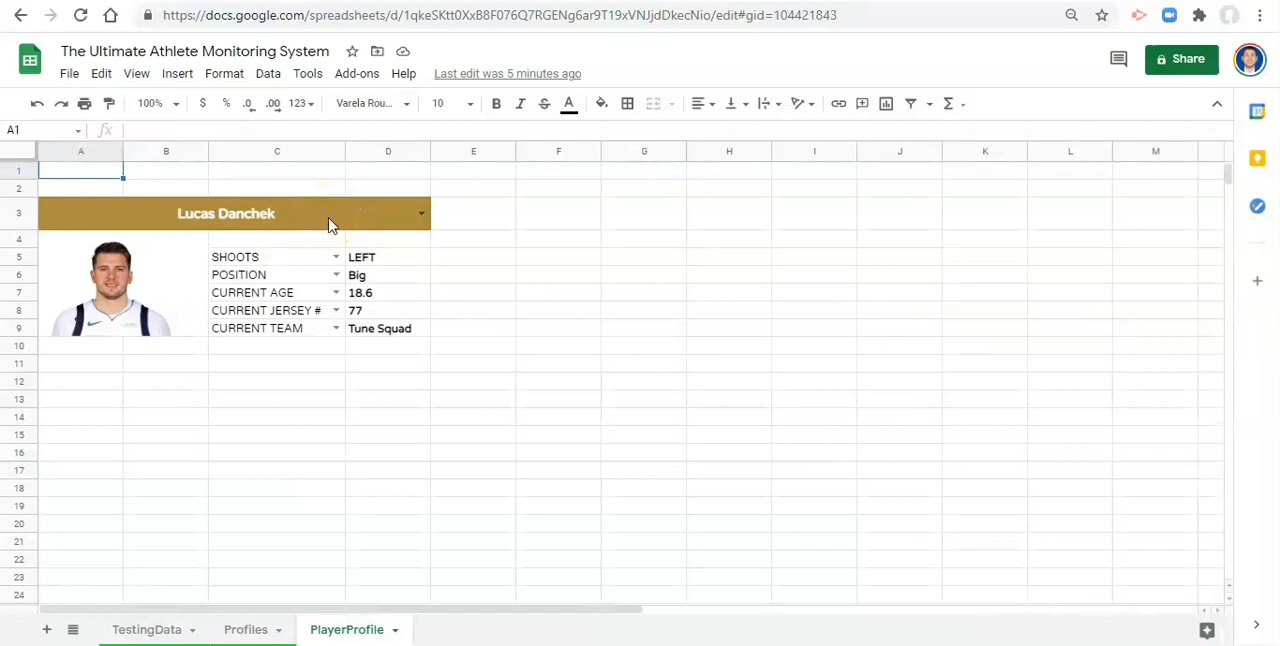 https://docs.google.com/spreadsheets/d/1qkeSKtt0XxB8F076Q7RGENg6ar9T19xVNJjdDkecNio/edit#gid=104421843
The Ultimate Athlete Monitoring System
File Edit View Insert Format Data Tools Add-ons Help Last edit was 5 minutes ago
Share
100% $ % .0 .00 123 Varela Rou... 10 B I S A Σ
A1 fx
A B C D E F G H I J K L M
1
2
3 Lucas Danchek
4
5 SHOOTS LEFT
6 POSITION Big
7 CURRENT AGE 18.6
8 CURRENT JERSEY # 77
9 CURRENT TEAM Tune Squad
10
11
12
13
14
15
16
17
18
19
20
21
22
23
24
TestingData Profiles PlayerProfile